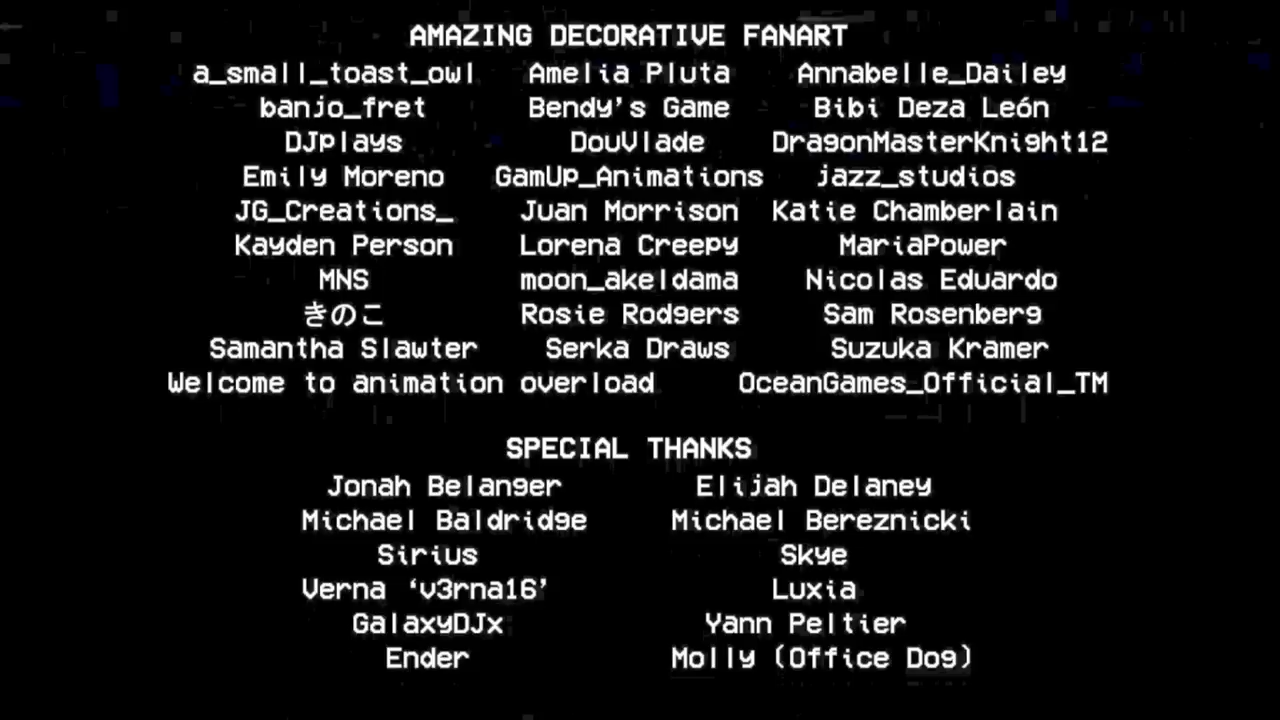 AMAZING DECORATIVE FANART
a_small_toast_owl Amelia Pluta Annabelle_Dailey
banjo_fret Bendy's Game Bibi Deza León
DJplays DouVlade DragonMasterKnight12
Emily Moreno GamUp_Animations jazz_studios
JG_Creations_ Juan Morrison Katie Chamberlain
Kayden Person Lorena Creepy MariaPower
MNS moon_akeldama Nicolas Eduardo
きのこ Rosie Rodgers Sam Rosenberg
Samantha Slawter Serka Draws Suzuka Kramer
Welcome to animation overload OceanGames_Official_TM
SPECIAL THANKS
Jonah Belanger Elijah Delaney
Michael Baldridge Michael Bereznicki
Sirius Skye
Verna ‘v3rna16’ Luxia
GalaxyDJx Yann Peltier
Ender Molly (Office Dog)